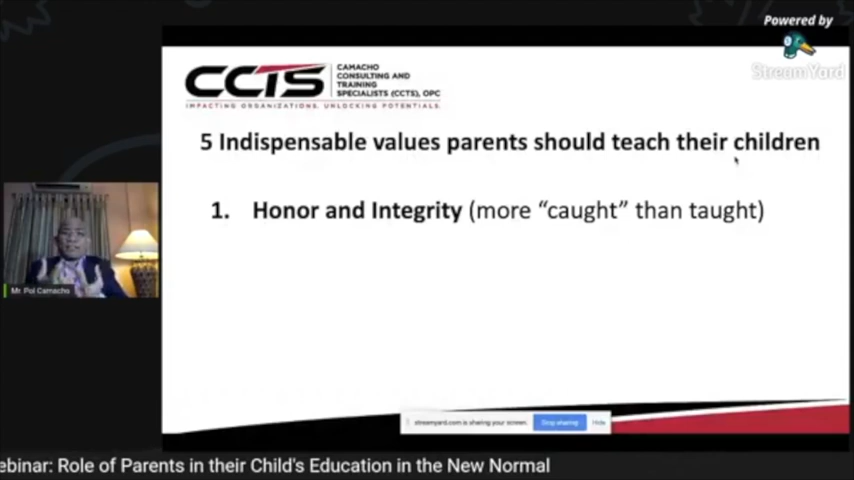 Powered by
StreamYard
CCTS
CAMACHO
CONSULTING AND
TRAINING
SPECIALISTS (CCTS), OPC
IMPACTING ORGANIZATIONS. UNLOCKING POTENTIALS.
5 Indispensable values parents should teach their children
1. Honor and Integrity (more “caught” than taught)
Mr. Pol Camacho
streamyard.com is sharing your screen.
Stop sharing
Hide
ebinar: Role of Parents in their Child's Education in the New Normal